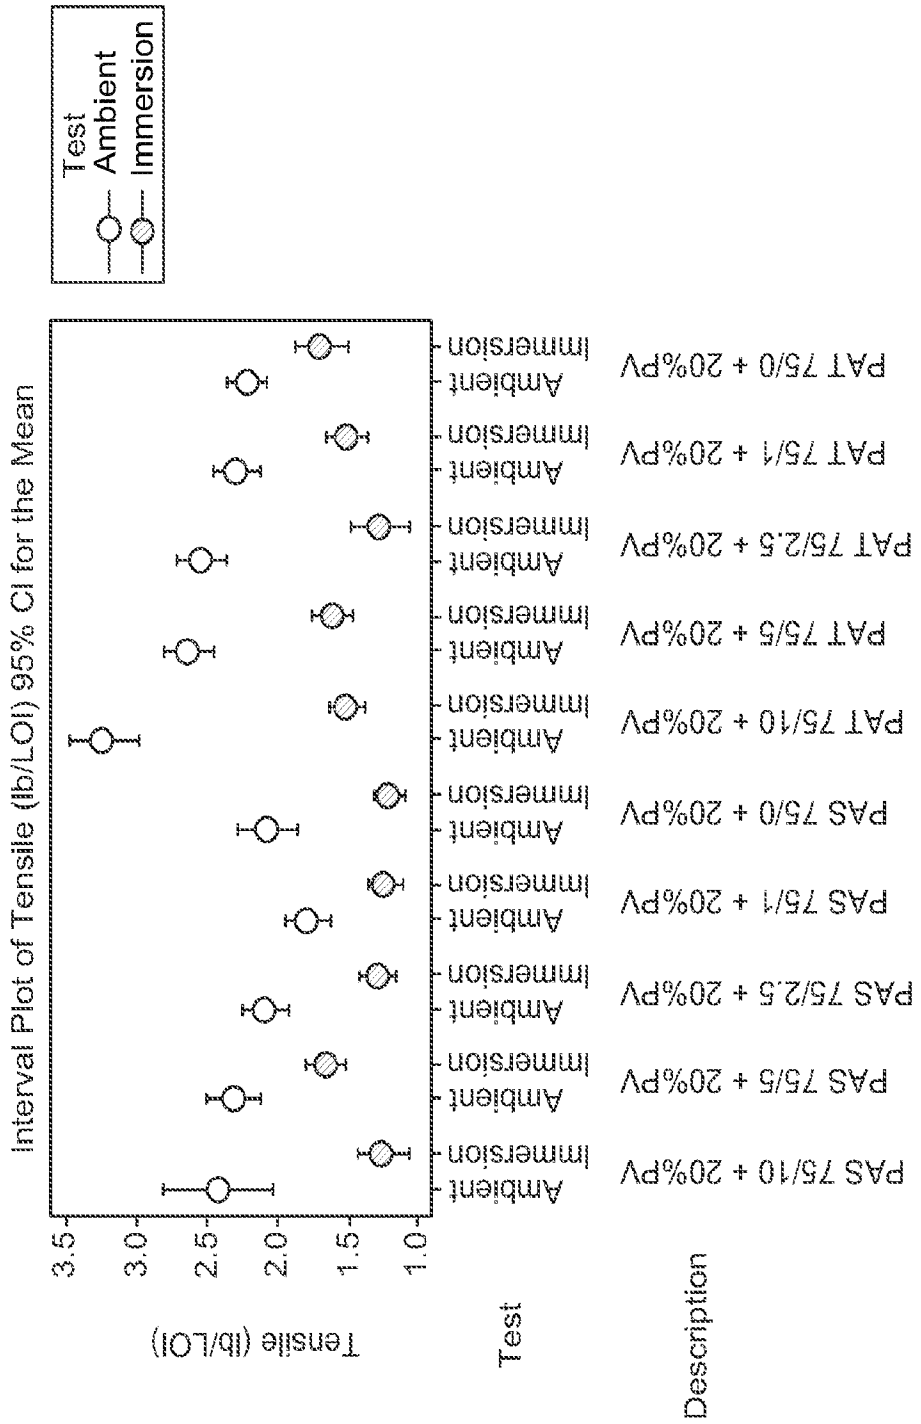 Interval Plot of Tensile (lb/LOI) 95% CI for the Mean
Test
Ambient
Immersion
Tensile (lb/LOI)
3.5
3.0
2.5
2.0
1.5
1.0
Test
Ambient
Immersion
Ambient
Immersion
Ambient
Immersion
Ambient
Immersion
Ambient
Immersion
Ambient
Immersion
Ambient
Immersion
Ambient
Immersion
Ambient
Immersion
Ambient
Immersion
Description
PAS 75/10 + 20%PV
PAS 75/5 + 20%PV
PAS 75/2.5 + 20%PV
PAS 75/1 + 20%PV
PAS 75/0 + 20%PV
PAT 75/10 + 20%PV
PAT 75/5 + 20%PV
PAT 75/2.5 + 20%PV
PAT 75/1 + 20%PV
PAT 75/0 + 20%PV